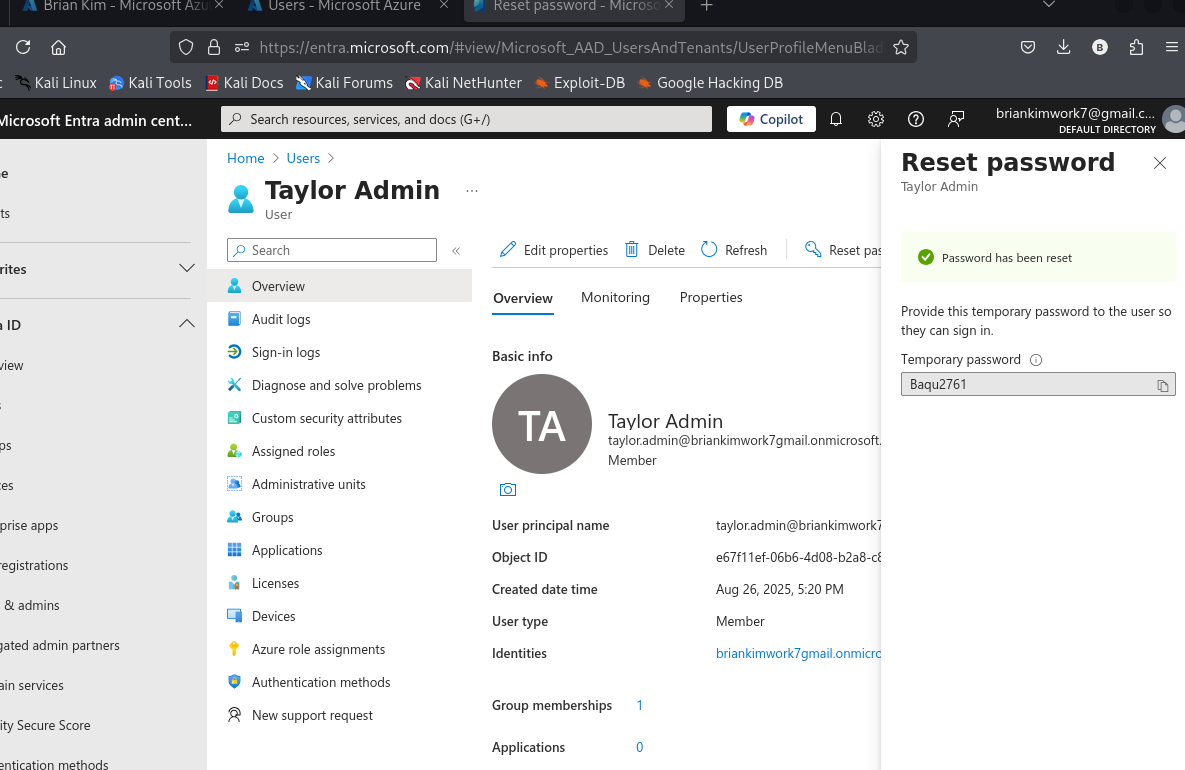 Brian Kim - Microsoft Azu
Users - Microsoft Azure
Reset password - Microso
https://entra.microsoft.com/#view/Microsoft_AAD_UsersAndTenants/UserProfileMenuBlad
B
Kali Linux
Kali Tools
Kali Docs
Kali Forums
Kali NetHunter
Exploit-DB
Google Hacking DB
Microsoft Entra admin cent...
Search resources, services, and docs (G+/)
Copilot
briankimwork7@gmail.c...
DEFAULT DIRECTORY
rites
ID
view
ps
prise apps
registrations
& admins
gated admin partners
ain services
ity Secure Score
entication methods
Home > Users >
Taylor Admin
...
User
Search
«
Overview
Audit logs
Sign-in logs
Diagnose and solve problems
Custom security attributes
Assigned roles
Administrative units
Groups
Applications
Licenses
Devices
Azure role assignments
Authentication methods
New support request
Edit properties
Delete
Refresh
Reset pas
Overview
Monitoring
Properties
Basic info
TA
Taylor Admin
taylor.admin@briankimwork7gmail.onmicrosoft.
Member
User principal name taylor.admin@briankimwork7
Object ID e67f11ef-06b6-4d08-b2a8-c8
Created date time Aug 26, 2025, 5:20 PM
User type Member
Identities briankimwork7gmail.onmicro
Group memberships 1
Applications 0
Reset password
Taylor Admin
Password has been reset
Provide this temporary password to the user so
they can sign in.
Temporary password
Baqu2761